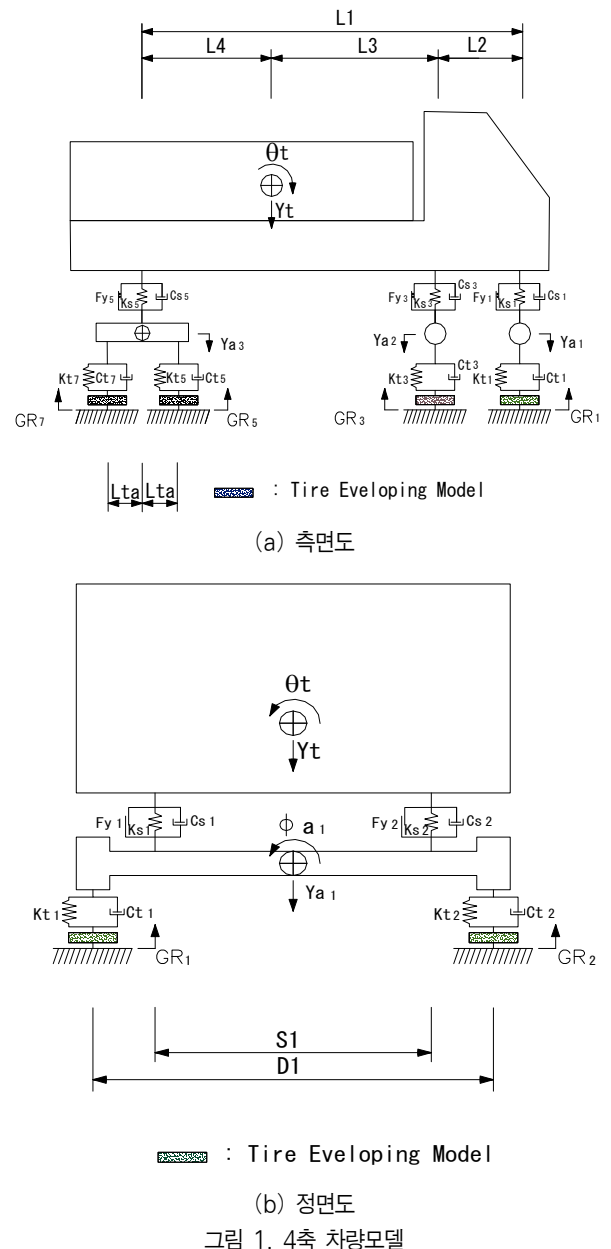 L1
L4 L3 L2
θt
Yt
Fy5 Ks5 Cs5
Fy3 Ks3 Cs3
Fy1 Ks1 Cs1
Ya3 Ya2 Ya1
Kt7 Ct7 Kt5 Ct5 Kt3 Ct3 Kt1 Ct1
GR7 GR5 GR3 GR1
Lta Lta : Tire Eveloping Model
(a) 측면도
θt
Yt
Fy1 Ks1 Cs1 ϕ a1 Fy2 Ks2 Cs2
Ya1
Kt1 Ct1 Kt2 Ct2
GR1 GR2
S1
D1
: Tire Eveloping Model
(b) 정면도
그림 1. 4축 차량모델